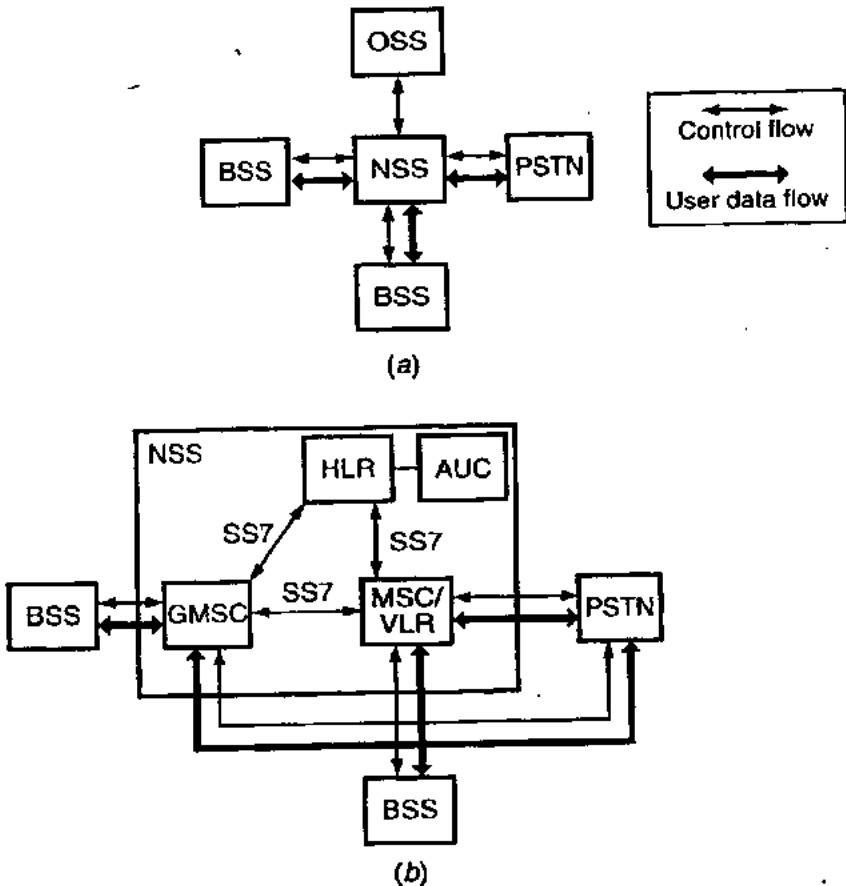 OSS
BSS
NSS
PSTN
Control flow
User data flow
BSS
(a)
NSS
HLR
AUC
SS7
SS7
BSS
GMSC
SS7
MSC/
VLR
PSTN
BSS
(b)